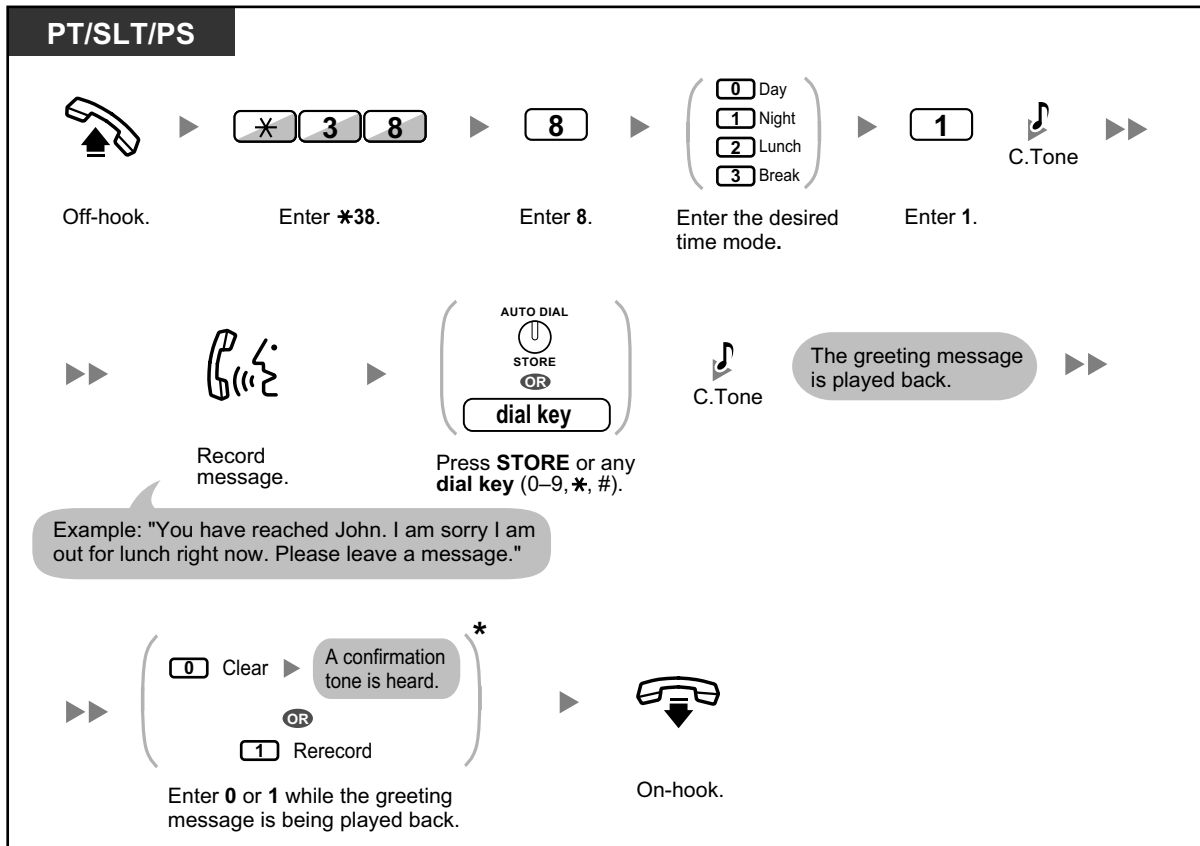 PT/SLT/PS
* 3 8
8
0 Day
1 Night
2 Lunch
3 Break
1
C.Tone
Off-hook.
Enter *38.
Enter 8.
Enter the desired
time mode.
Enter 1.
AUTO DIAL
STORE
OR
dial key
C.Tone
The greeting message
is played back.
Record
message.
Press STORE or any
dial key (0–9, *, #).
Example: "You have reached John. I am sorry I am
out for lunch right now. Please leave a message."
0 Clear
A confirmation
tone is heard.
*
OR
1 Rerecord
Enter 0 or 1 while the greeting
message is being played back.
On-hook.